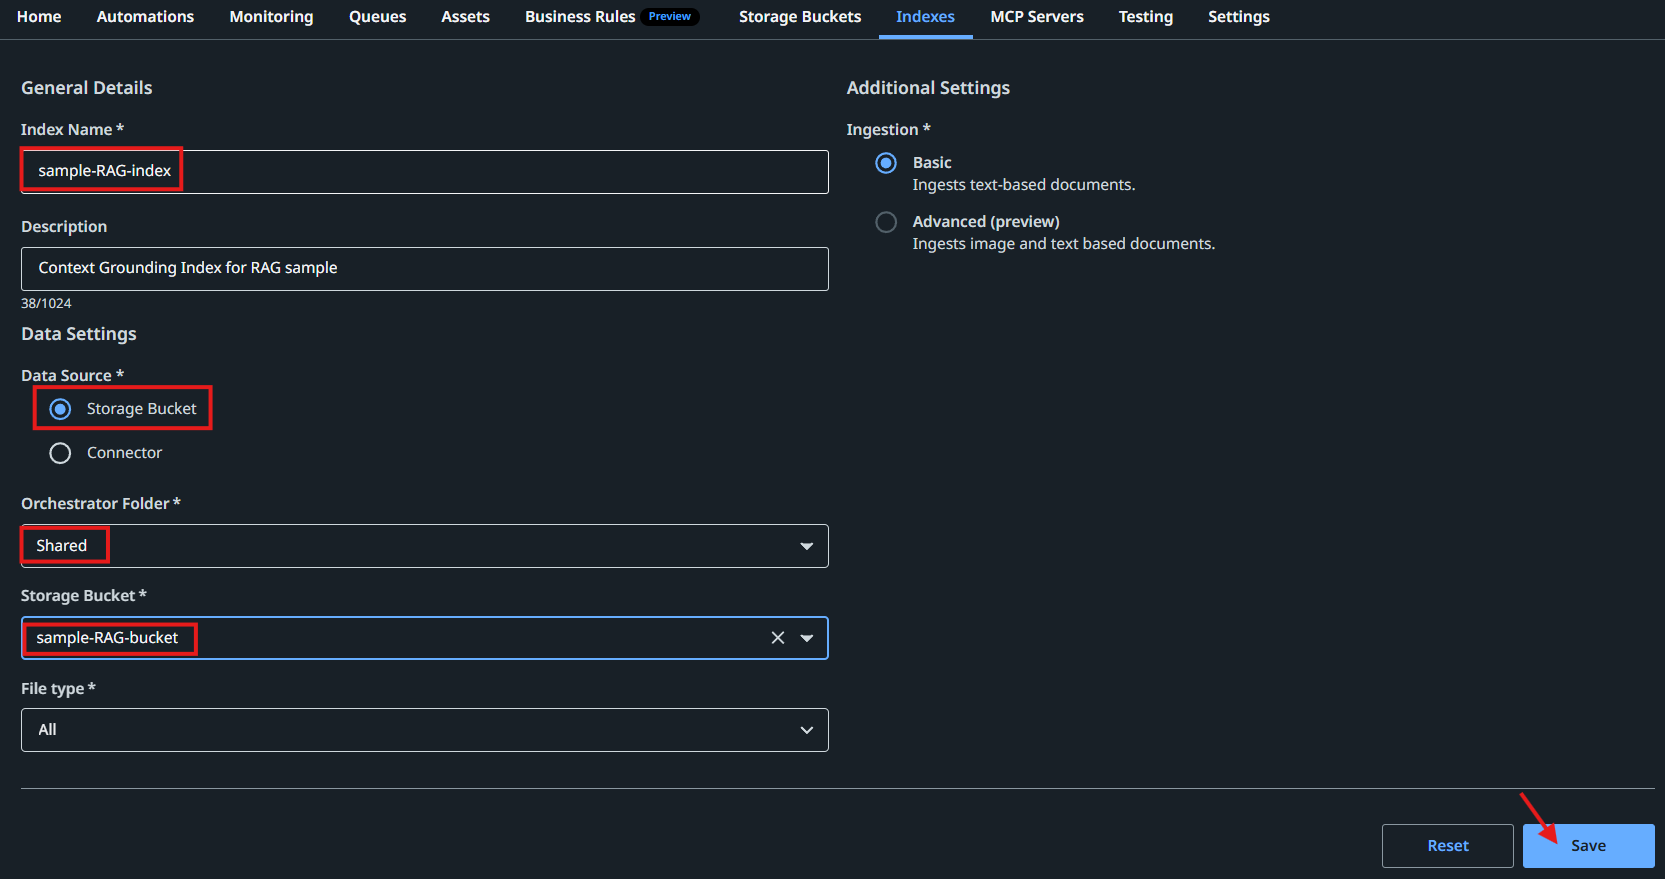 Home Automations Monitoring Queues Assets Business Rules Preview Storage Buckets Indexes MCP Servers Testing Settings
General Details
Index Name *
sample-RAG-index
Description
Context Grounding Index for RAG sample
38/1024
Data Settings
Data Source *
Storage Bucket
Connector
Orchestrator Folder *
Shared
Storage Bucket *
sample-RAG-bucket
File type *
All
Additional Settings
Ingestion *
Basic
Ingests text-based documents.
Advanced (preview)
Ingests image and text based documents.
Reset Save